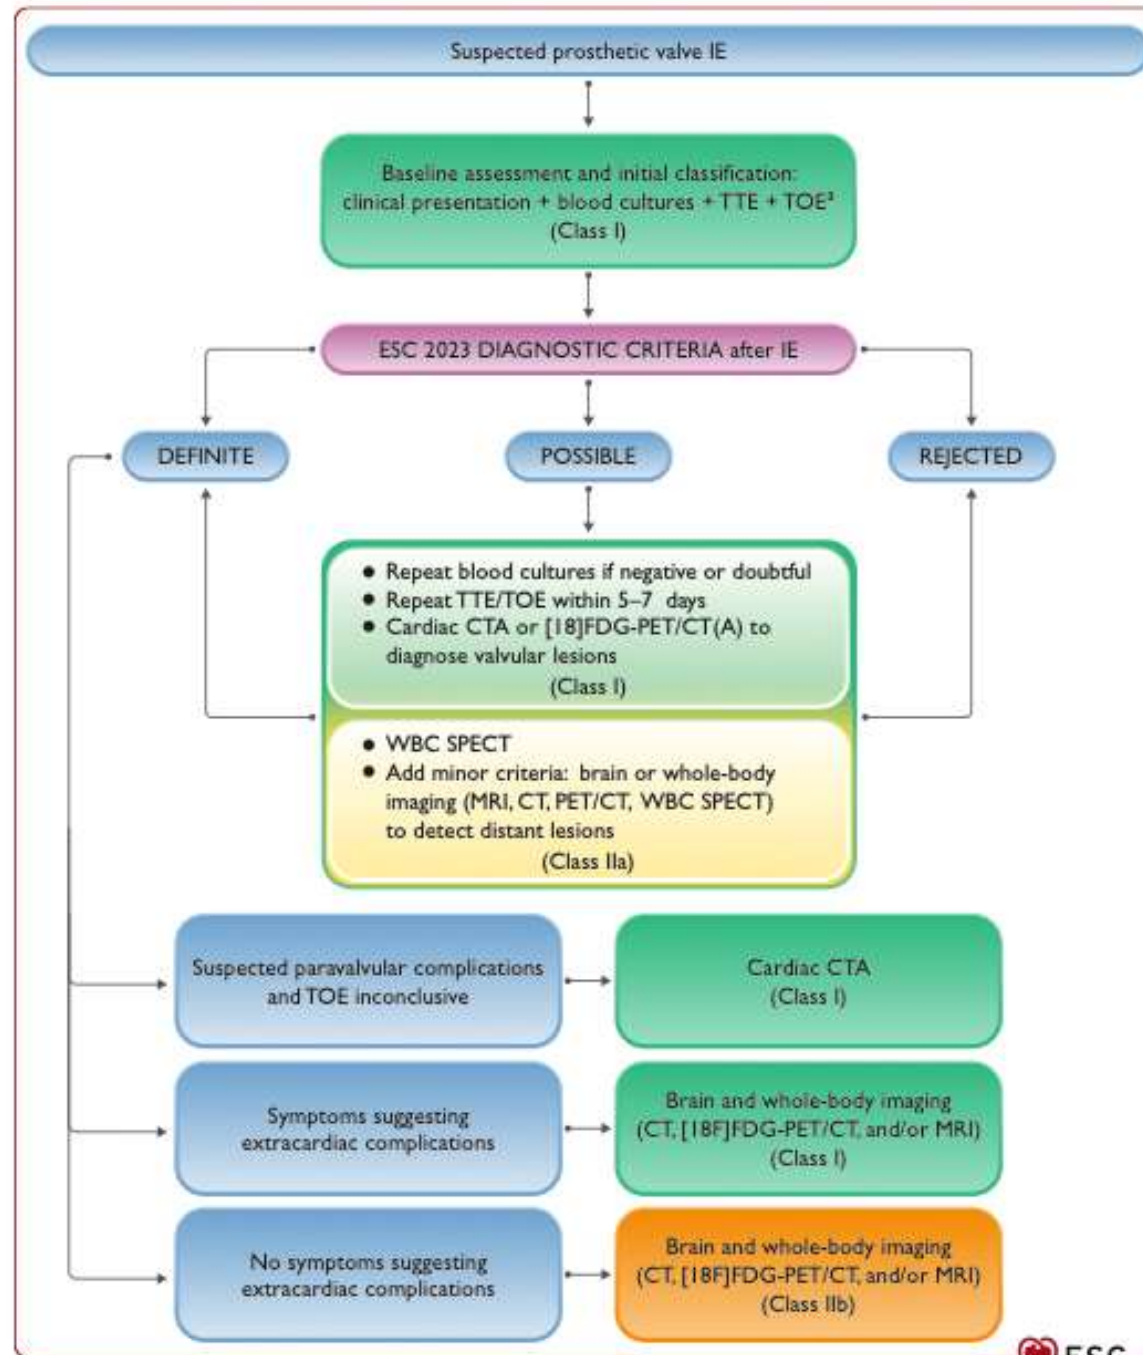 Suspected prosthetic valve IE
Baseline assessment and initial classification:
clinical presentation + blood cultures + TTE + TOEª
(Class I)
ESC 2023 DIAGNOSTIC CRITERIA after IE
DEFINITE
POSSIBLE
REJECTED
● Repeat blood cultures if negative or doubtful
● Repeat TTE/TOE within 5–7 days
● Cardiac CTA or [18]FDG-PET/CT(A) to
diagnose valvular lesions
(Class I)
● WBC SPECT
● Add minor criteria: brain or whole-body
imaging (MRI, CT, PET/CT, WBC SPECT)
to detect distant lesions
(Class IIa)
Suspected paravalvular complications
and TOE inconclusive
Cardiac CTA
(Class I)
Symptoms suggesting
extracardiac complications
Brain and whole-body imaging
(CT, [18F]FDG-PET/CT, and/or MRI)
(Class I)
No symptoms suggesting
extracardiac complications
Brain and whole-body imaging
(CT, [18F]FDG-PET/CT, and/or MRI)
(Class IIb)
ESC